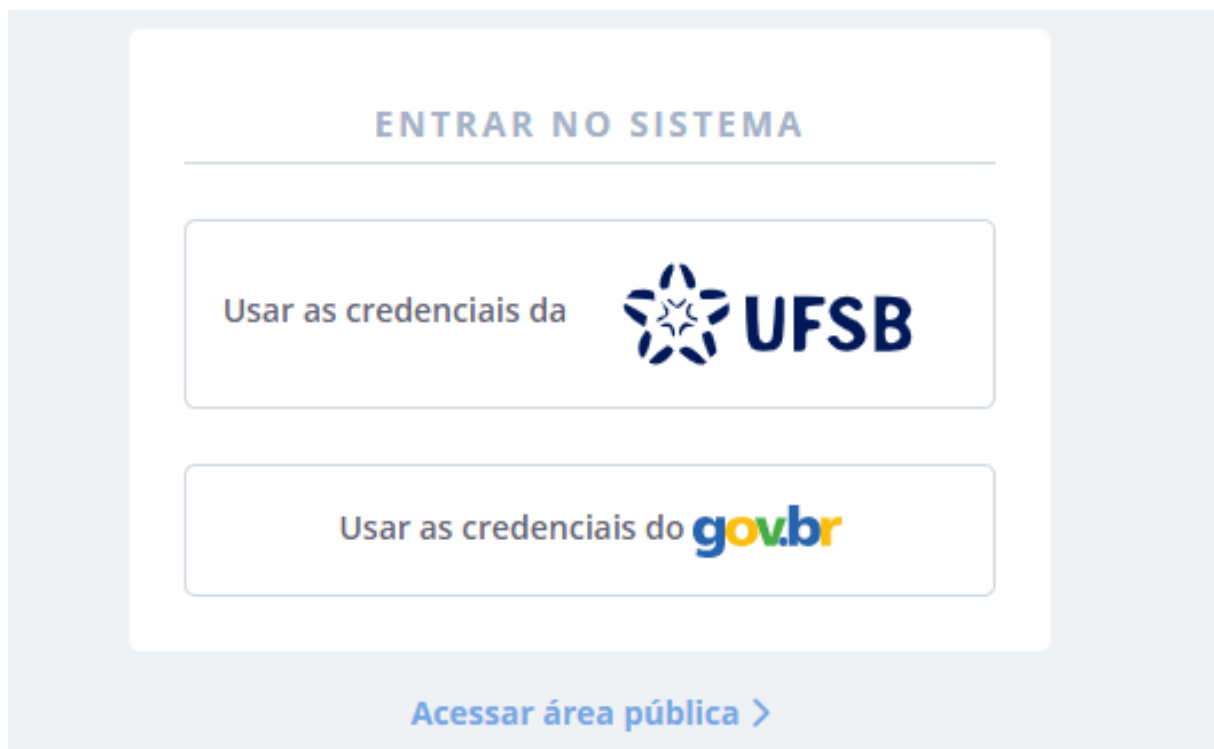 ENTRAR NO SISTEMA
Usar as credenciais da UFSB
Usar as credenciais do gov.br
Acessar área pública